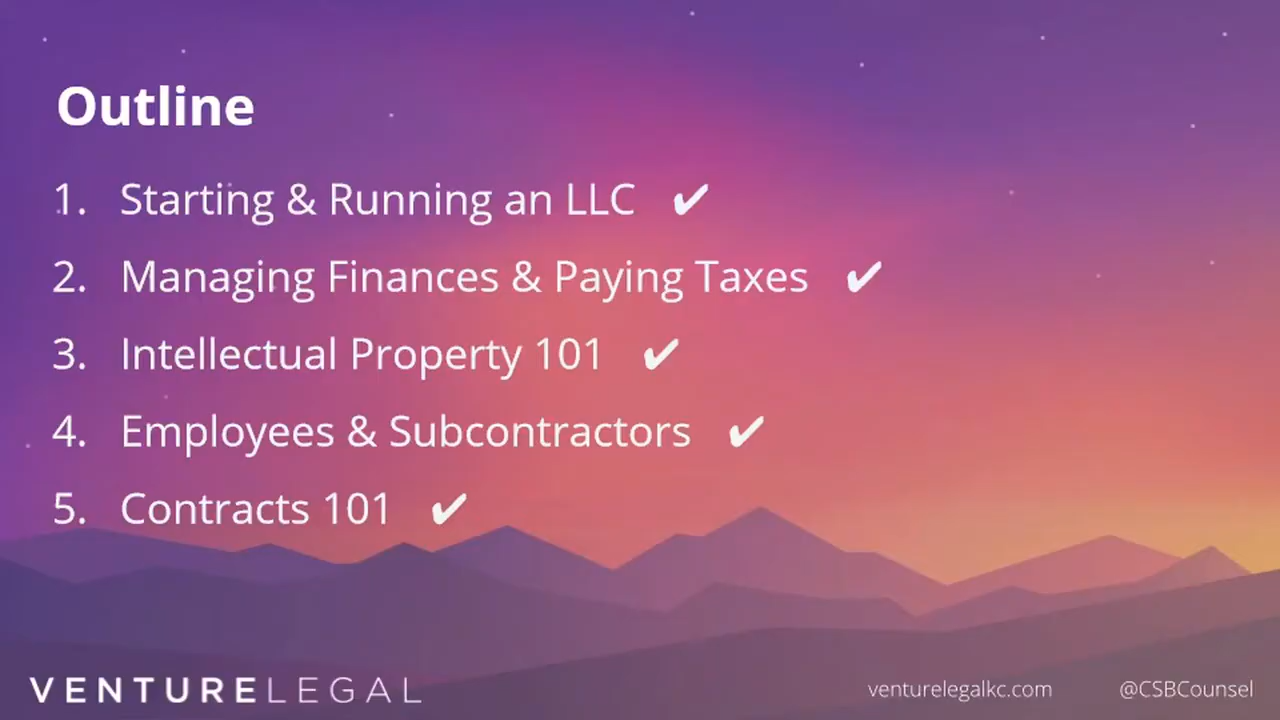 Outline
1. Starting & Running an LLC ✔
2. Managing Finances & Paying Taxes ✔
3. Intellectual Property 101 ✔
4. Employees & Subcontractors ✔
5. Contracts 101 ✔
VENTURELEGAL
venturelegalkc.com
@CSBCounsel